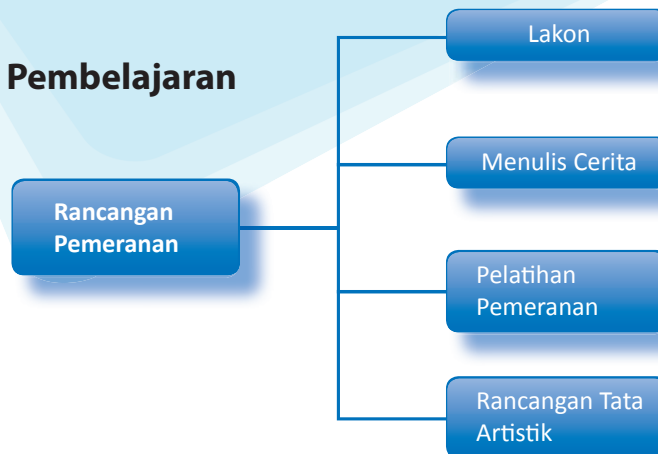 Pembelajaran
Rancangan
Pemeranan
Lakon
Menulis Cerita
Pelatihan
Pemeranan
Rancangan Tata
Artistik